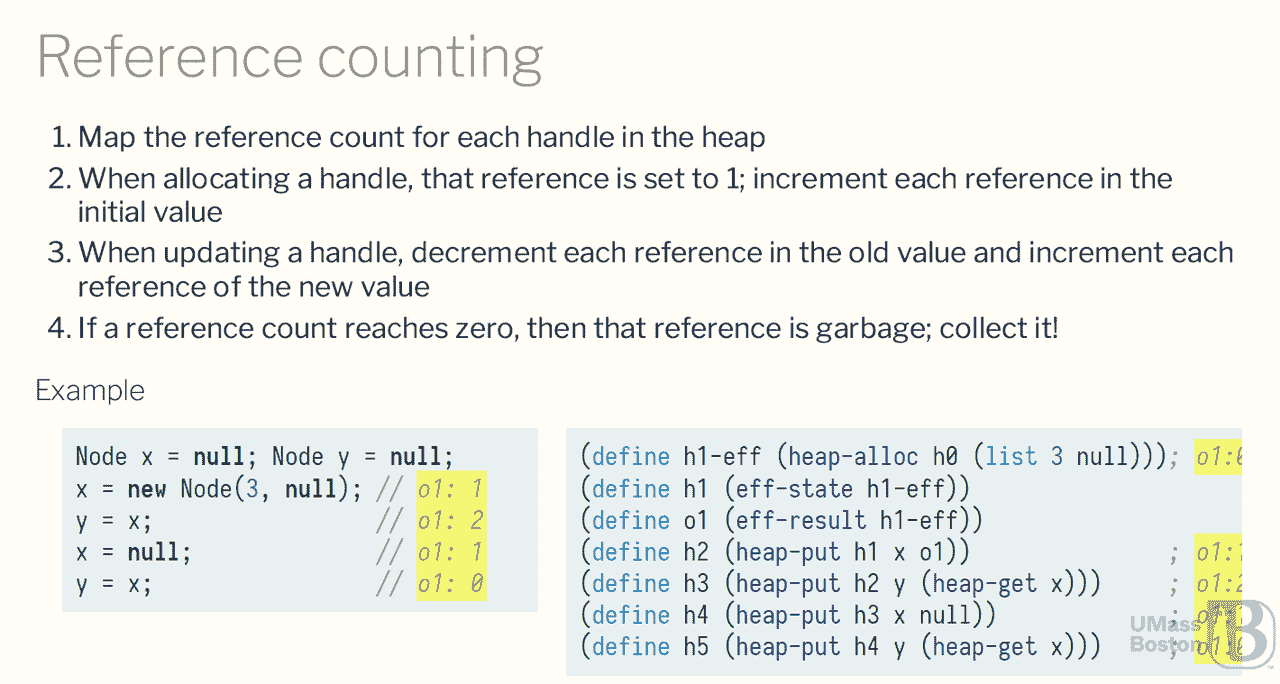 Reference counting
1. Map the reference count for each handle in the heap
2. When allocating a handle, that reference is set to 1; increment each reference in the
initial value
3. When updating a handle, decrement each reference in the old value and increment each
reference of the new value
4. If a reference count reaches zero, then that reference is garbage; collect it!
Example
Node x = null; Node y = null;
x = new Node(3, null); // o1: 1
y = x; // o1: 2
x = null; // o1: 1
y = x; // o1: 0
(define h1-eff (heap-alloc h0 (list 3 null))); o1:
(define h1 (eff-state h1-eff))
(define o1 (eff-result h1-eff))
(define h2 (heap-put h1 x o1)) ; o1:
(define h3 (heap-put h2 y (heap-get x))) ; o1:2
(define h4 (heap-put h3 x null)) ;
(define h5 (heap-put h4 y (heap-get x))) ;
UMass
Boston
B